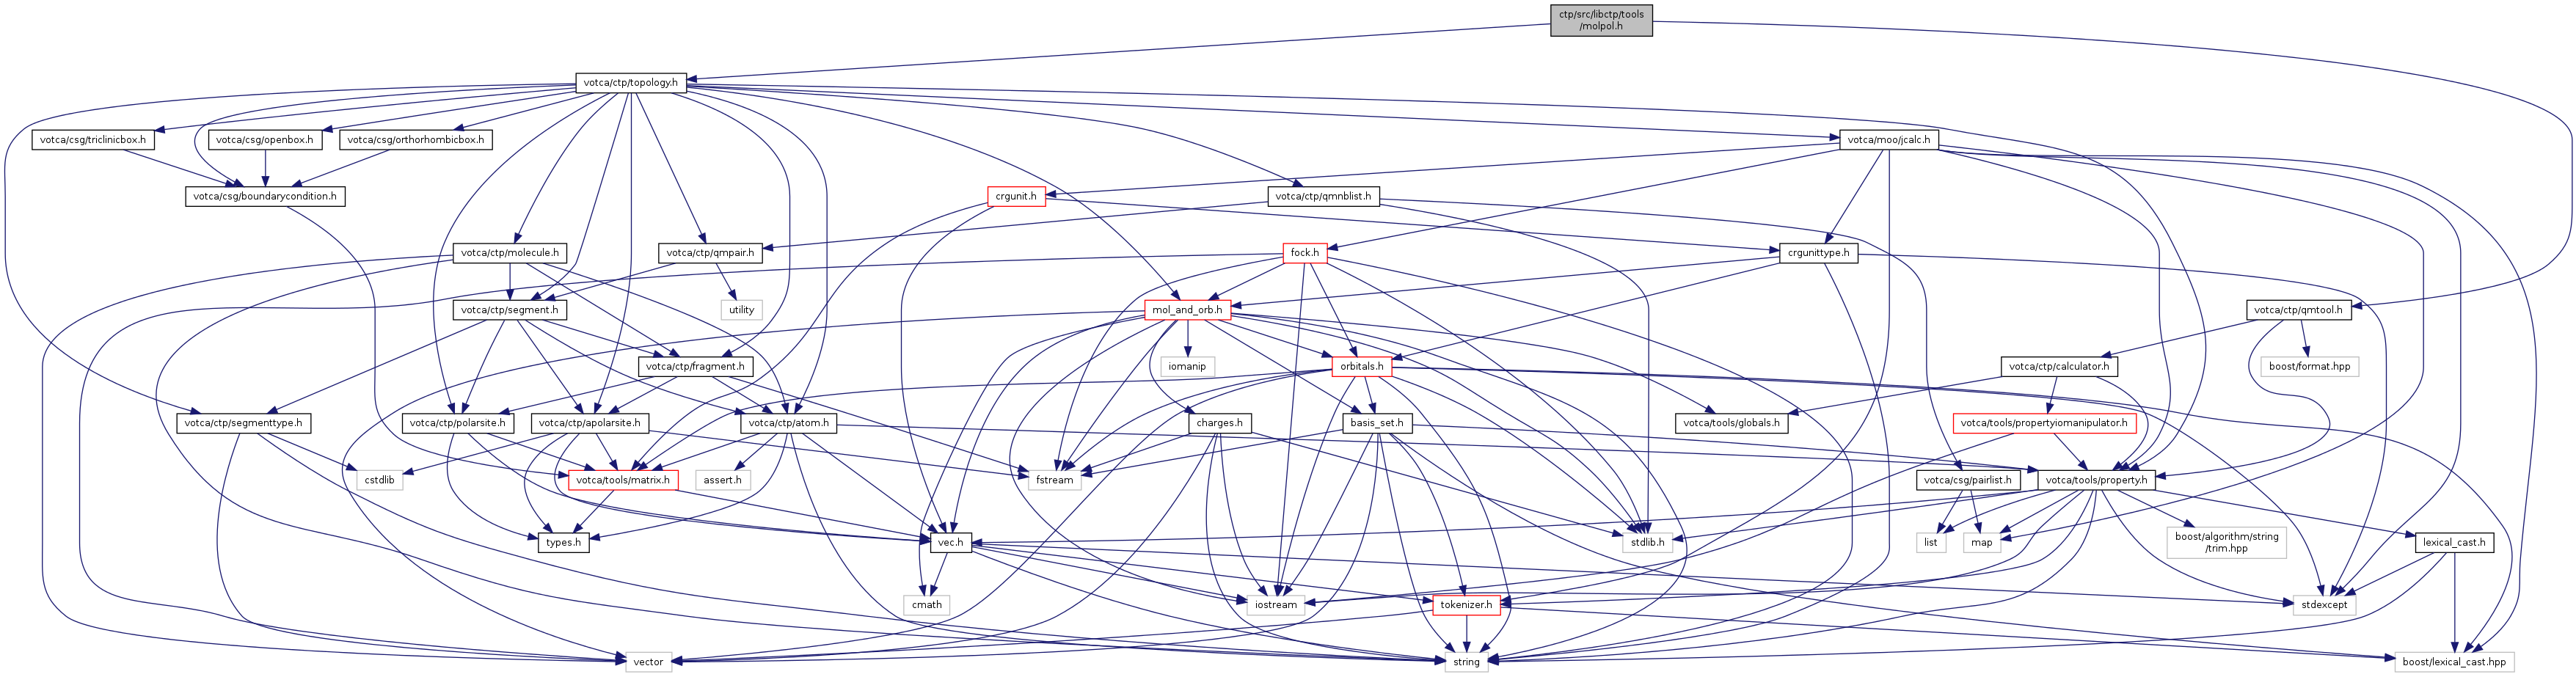 ctp/src/libctp/tools
/molpol.h
votca/ctp/topology.h
votca/csg/triclinicbox.h
votca/csg/openbox.h
votca/csg/orthorhombicbox.h
votca/moo/jcalc.h
votca/csg/boundarycondition.h
crgunit.h
votca/ctp/qmnblist.h
votca/ctp/molecule.h
votca/ctp/qmpair.h
fock.h
crgunittype.h
votca/ctp/segment.h
utility
mol_and_orb.h
votca/ctp/qmtool.h
votca/ctp/fragment.h
iomanip
orbitals.h
votca/ctp/calculator.h
boost/format.hpp
votca/ctp/segmenttype.h
votca/ctp/polarsite.h
votca/ctp/apolarsite.h
votca/ctp/atom.h
charges.h
basis_set.h
votca/tools/globals.h
votca/tools/propertyiomanipulator.h
cstdlib
votca/tools/matrix.h
assert.h
fstream
votca/csg/pairlist.h
votca/tools/property.h
types.h
vec.h
stdlib.h
list
map
boost/algorithm/string
/trim.hpp
lexical_cast.h
cmath
iostream
tokenizer.h
stdexcept
vector
string
boost/lexical_cast.hpp